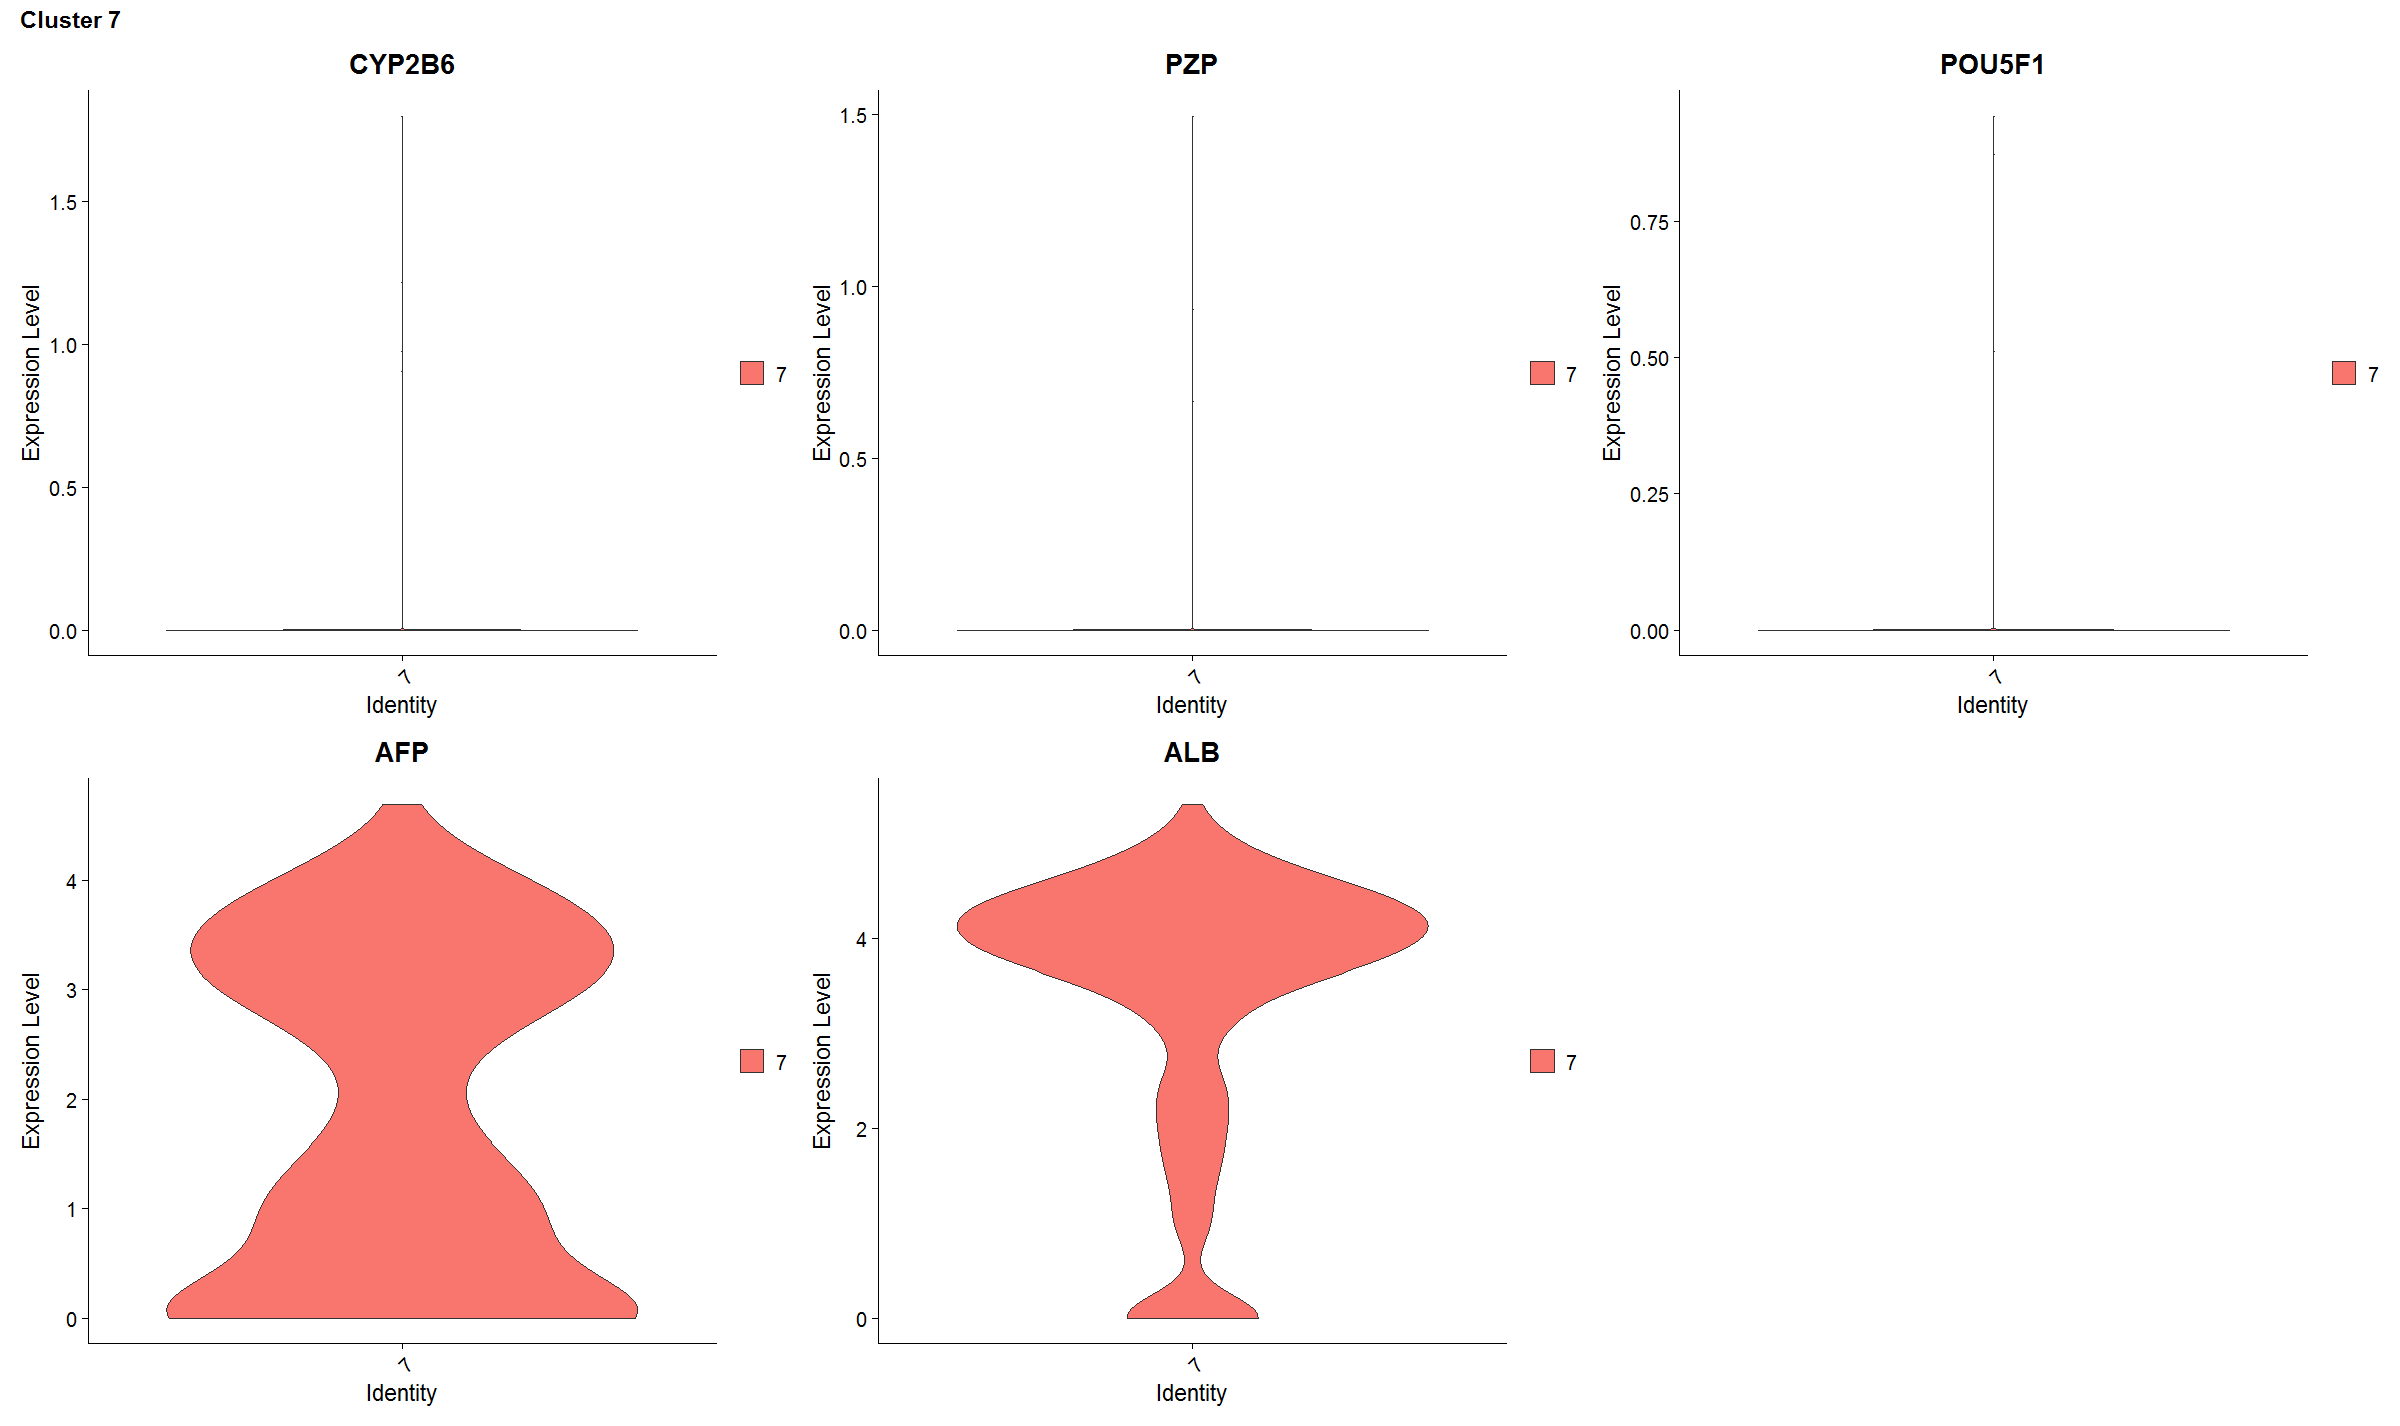 Cluster 7
CYP2B6
Expression Level
1.5
1.0
0.5
0.0
7
Identity
7
PZP
Expression Level
1.5
1.0
0.5
0.0
7
Identity
7
POU5F1
Expression Level
0.75
0.50
0.25
0.00
7
Identity
7
AFP
Expression Level
4
3
2
1
0
7
Identity
7
ALB
Expression Level
4
2
0
7
Identity
7